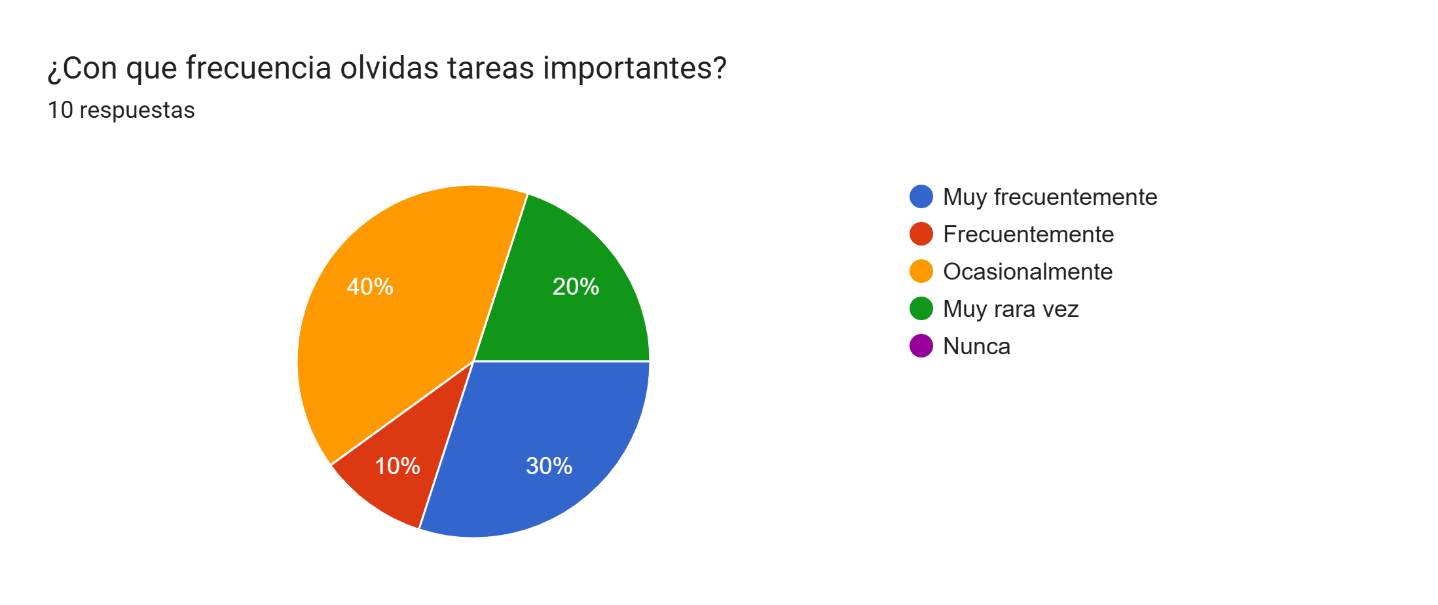 ¿Con que frecuencia olvidas tareas importantes?
10 respuestas
Muy frecuentemente
Frecuentemente
Ocasionalmente
Muy rara vez
Nunca
40%
20%
10%
30%